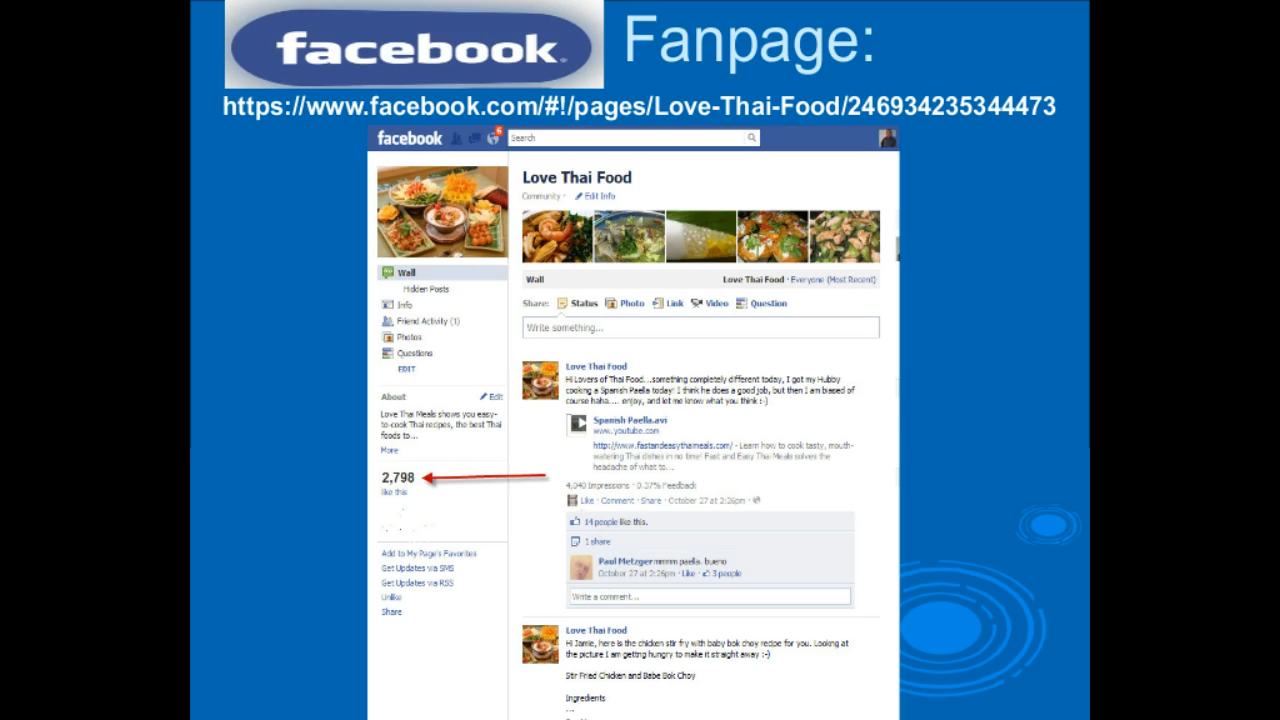 facebook.
Fanpage:
https://www.facebook.com/#!/pages/Love-Thai-Food/246934235344473
facebook
6
Search
Love Thai Food
Community ·
Edit Info
Wall
Hidden Posts
Info
Friend Activity (1)
Photos
Questions
EDIT
About
Edit
Love Thai Meals shows you easy-
to-cook Thai recipes, the best Thai
foods to...
More
2,798
like this
Add to My Page's Favorites
Get Updates via SMS
Get Updates via RSS
Unlike
Share
Wall
Love Thai Food · Everyone (Most Recent)
Share: Status Photo Link Video Question
Write something...
Love Thai Food
Hi Lovers of Thai Food...something completely different today, I got my Hubby
cooking a Spanish Paella today! I think he does a good job, but then I am biased of
course haha.... enjoy, and let me know what you think :-)
Spanish Paella.avi
www.youtube.com
http://www.fastandeasythaimeals.com/ - Learn how to cook tasty, mouth-
watering Thai dishes in no time! Fast and Easy Thai Meals solves the
headache of what to...
4,040 Impressions · 0.37% Feedback
Like · Comment · Share · October 27 at 2:26pm ·
14 people like this.
1 share
Paul Metzger mmmm paella. bueno
October 27 at 2:26pm · Like · 3 people
Write a comment...
Love Thai Food
Hi Jamie, here is the chicken stir fry with baby bok choy recipe for you. Looking at
the picture I am getting hungry to make it straight away :-)
Stir Fried Chicken and Babe Bok Choy
Ingredients